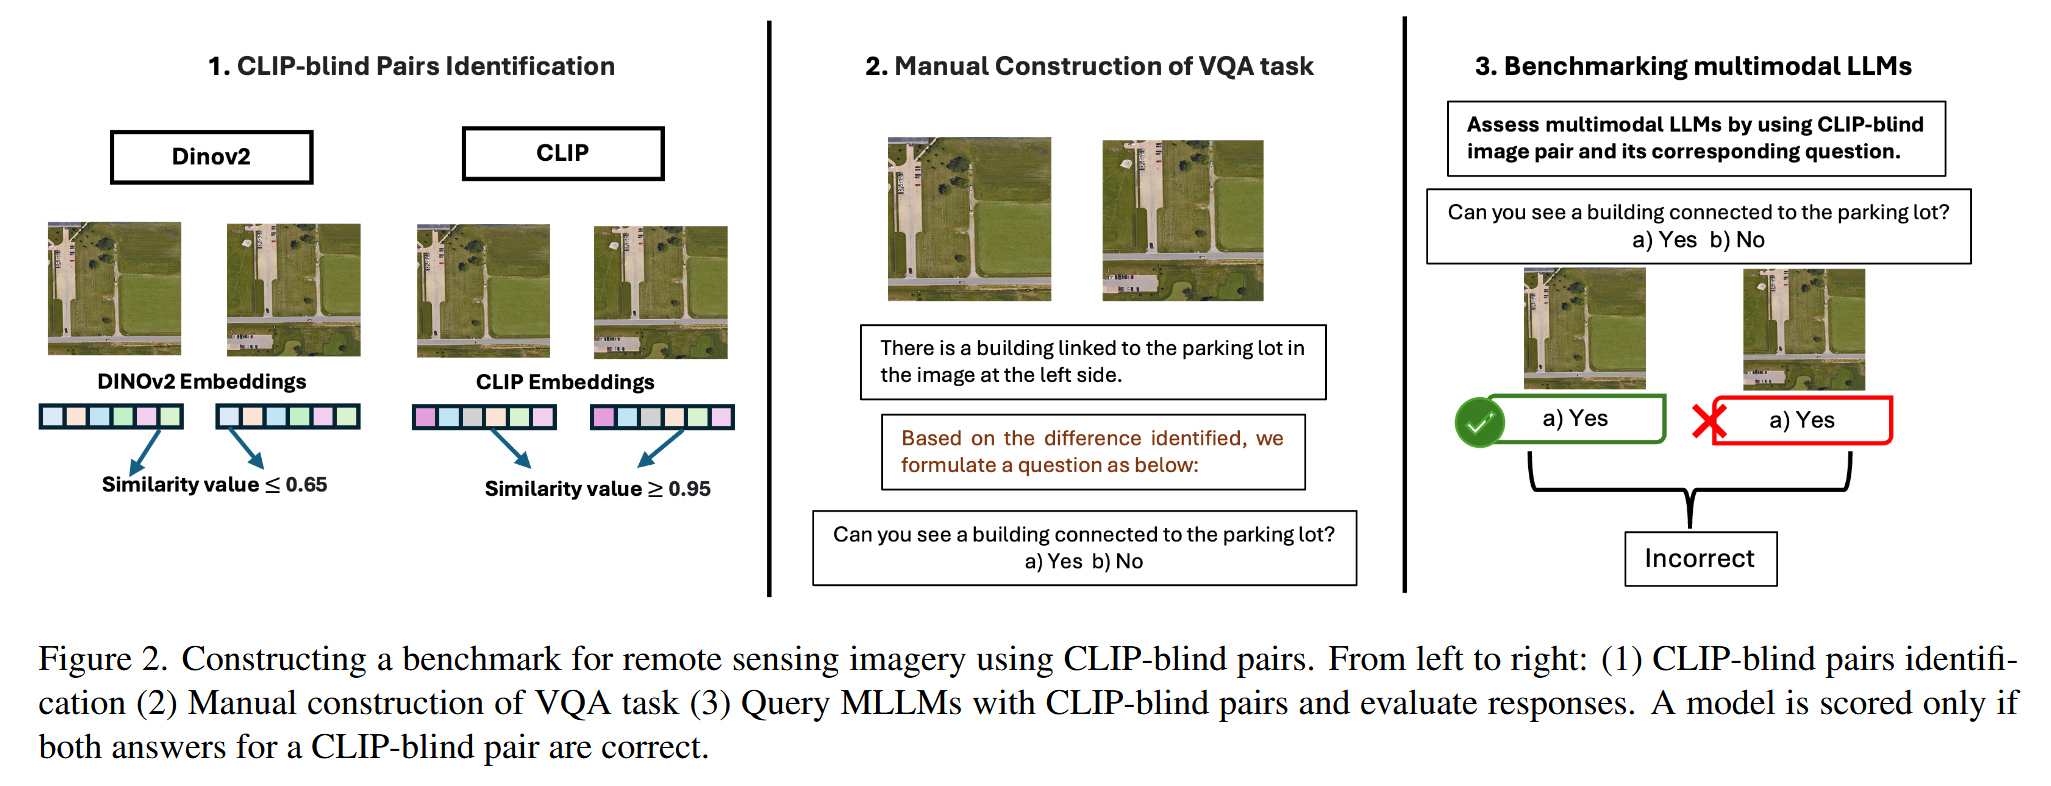 1. CLIP-blind Pairs Identification
Dinov2
CLIP
DINOv2 Embeddings
CLIP Embeddings
Similarity value ≤ 0.65
Similarity value ≥ 0.95
2. Manual Construction of VQA task
There is a building linked to the parking lot in
the image at the left side.
Based on the difference identified, we
formulate a question as below:
Can you see a building connected to the parking lot?
a) Yes b) No
3. Benchmarking multimodal LLMs
Assess multimodal LLMs by using CLIP-blind
image pair and its corresponding question.
Can you see a building connected to the parking lot?
a) Yes b) No
a) Yes
a) Yes
Incorrect
Figure 2. Constructing a benchmark for remote sensing imagery using CLIP-blind pairs. From left to right: (1) CLIP-blind pairs identifi-
cation (2) Manual construction of VQA task (3) Query MLLMs with CLIP-blind pairs and evaluate responses. A model is scored only if
both answers for a CLIP-blind pair are correct.